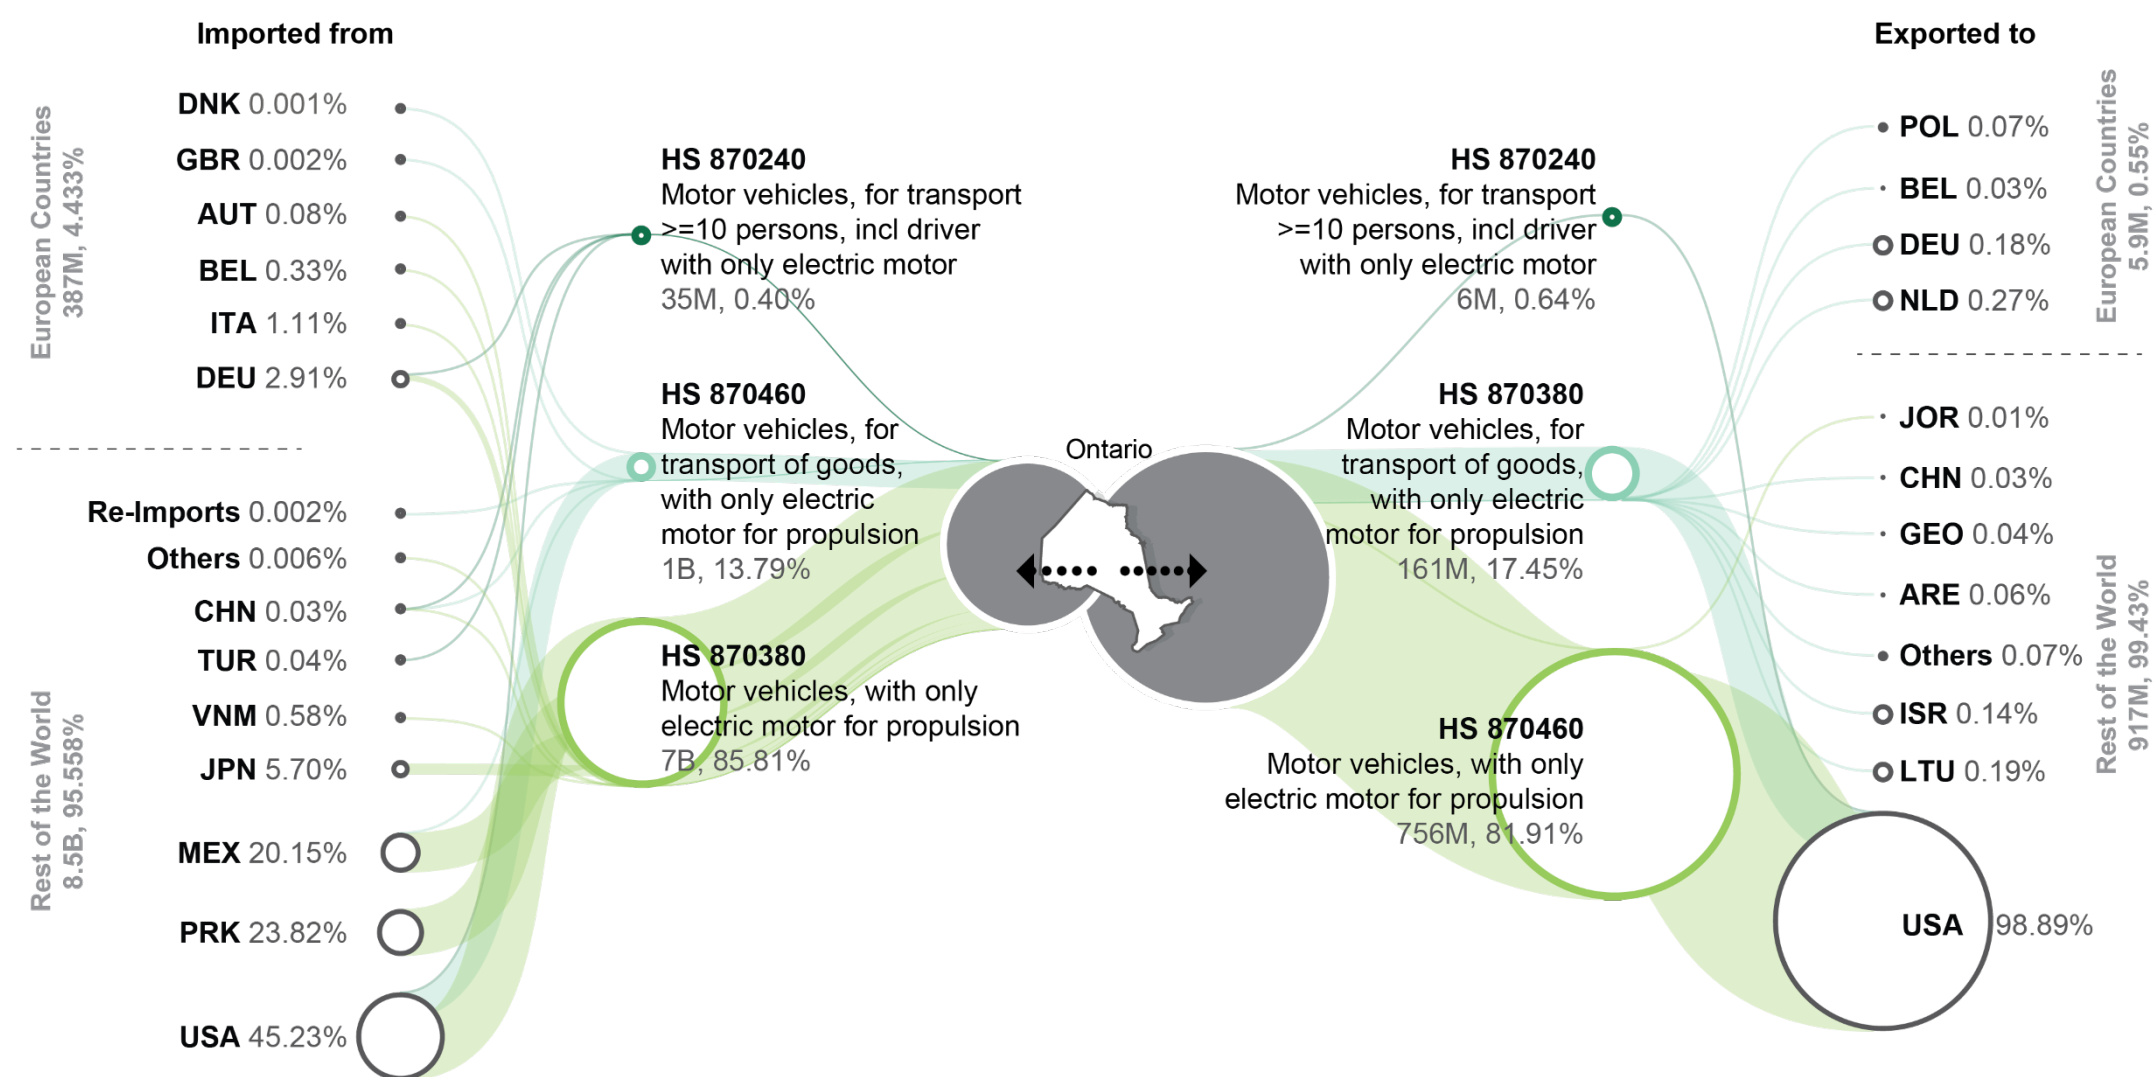 Imported from
European Countries
387M, 4.433%
DNK 0.001%
GBR 0.002%
AUT 0.08%
BEL 0.33%
ITA 1.11%
DEU 2.91%
Rest of the World
8.5B, 95.558%
Re-Imports 0.002%
Others 0.006%
CHN 0.03%
TUR 0.04%
VNM 0.58%
JPN 5.70%
MEX 20.15%
PRK 23.82%
USA 45.23%
HS 870240
Motor vehicles, for transport
>=10 persons, incl driver
with only electric motor
35M, 0.40%
HS 870460
Motor vehicles, for
transport of goods,
with only electric
motor for propulsion
1B, 13.79%
HS 870380
Motor vehicles, with only
electric motor for propulsion
7B, 85.81%
Ontario
HS 870240
Motor vehicles, for transport
>=10 persons, incl driver
with only electric motor
6M, 0.64%
HS 870380
Motor vehicles, for
transport of goods,
with only electric
motor for propulsion
161M, 17.45%
HS 870460
Motor vehicles, with only
electric motor for propulsion
756M, 81.91%
Exported to
European Countries
5.9M, 0.55%
POL 0.07%
BEL 0.03%
DEU 0.18%
NLD 0.27%
Rest of the World
917M, 99.43%
JOR 0.01%
CHN 0.03%
GEO 0.04%
ARE 0.06%
Others 0.07%
ISR 0.14%
LTU 0.19%
USA 98.89%